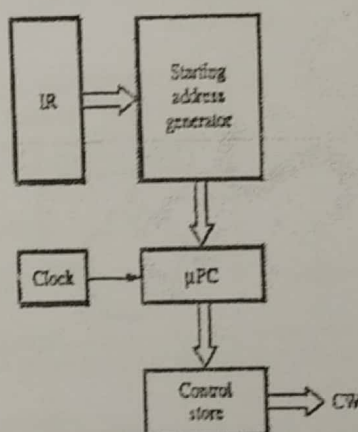 IR
Starting
address
generator
Clock
μPC
Control
store
CW